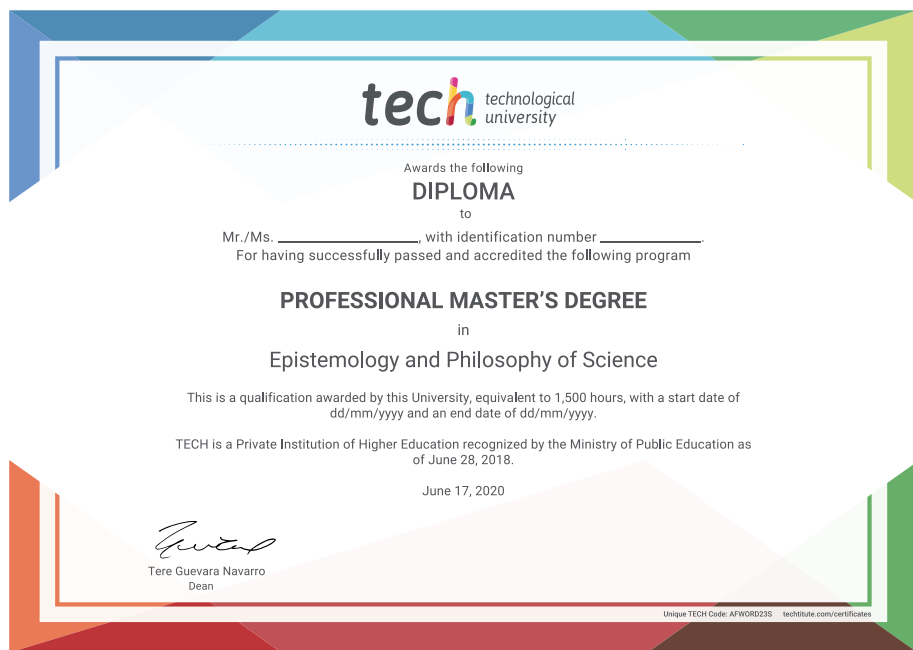 tech technological
university
Awards the following
DIPLOMA
to
Mr./Ms. ________________, with identification number ____________.
For having successfully passed and accredited the following program
PROFESSIONAL MASTER'S DEGREE
in
Epistemology and Philosophy of Science
This is a qualification awarded by this University, equivalent to 1,500 hours, with a start date of
dd/mm/yyyy and an end date of dd/mm/yyyy.
TECH is a Private Institution of Higher Education recognized by the Ministry of Public Education as
of June 28, 2018.
June 17, 2020
Tere Guevara Navarro
Dean
Unique TECH Code: AFWORD23S techtitute.com/certificates